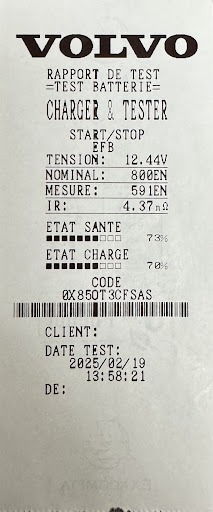 VOLVO
RAPPORT DE TEST
=TEST BATTERIE=
CHARGER & TESTER
START/STOP
EFB
TENSION: 12.44V
NOMINAL: 800EN
MESURE: 591EN
IR: 4.37mΩ
ETAT SANTE
73%
ETAT CHARGE
70%
CODE
0X850T3CFSAS
CLIENT:
DATE TEST:
2025/02/19
13:58:21
DE: